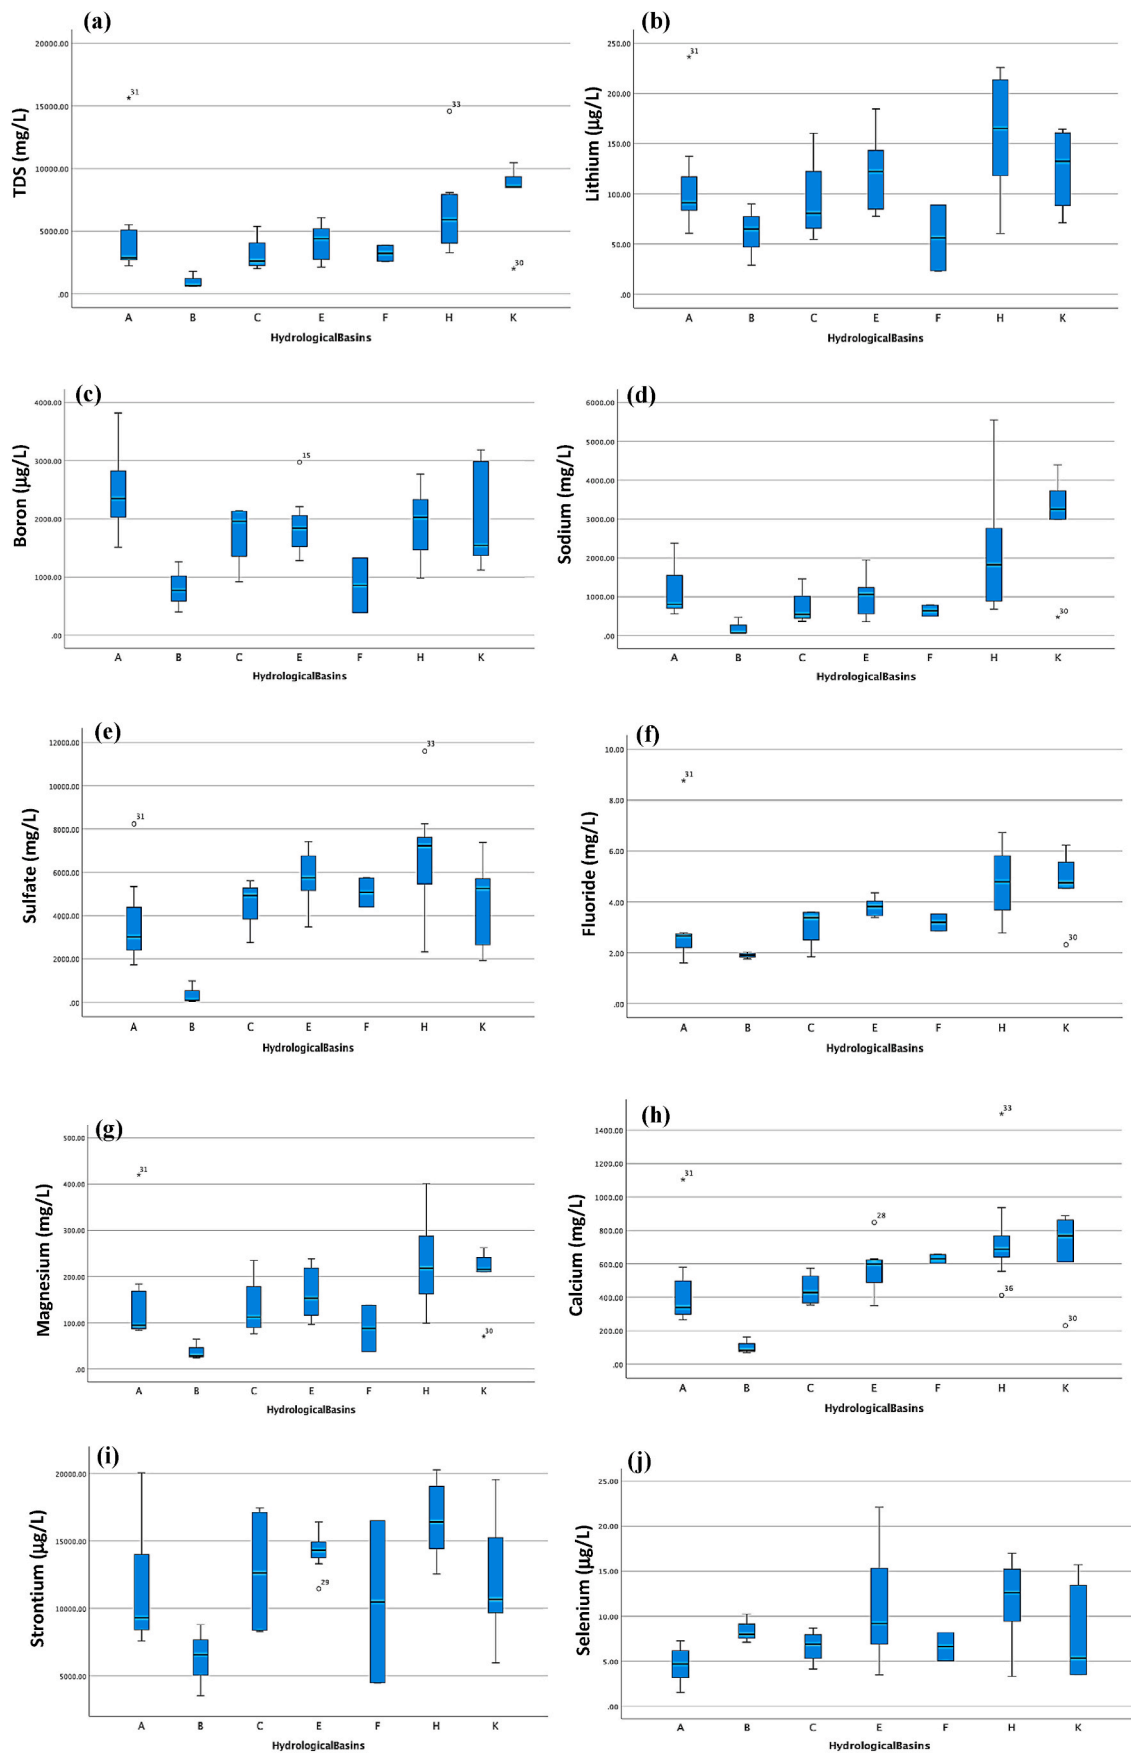 (a)
TDS (mg/L)
20000.00
15000.00
10000.00
5000.00
.00
31
33
30
A B C E F H K
HydrologicalBasins
(b)
Lithium (µg/L)
250.00
200.00
150.00
100.00
50.00
.00
31
A B C E F H K
HydrologicalBasins
(c)
Boron (µg/L)
4000.00
3000.00
2000.00
1000.00
.00
15
A B C E F H K
HydrologicalBasins
(d)
Sodium (mg/L)
6000.00
5000.00
4000.00
3000.00
2000.00
1000.00
.00
30
A B C E F H K
HydrologicalBasins
(e)
Sulfate (mg/L)
12000.00
10000.00
8000.00
6000.00
4000.00
2000.00
.00
31
33
A B C E F H K
HydrologicalBasins
(f)
Fluoride (mg/L)
10.00
8.00
6.00
4.00
2.00
.00
31
30
A B C E F H K
HydrologicalBasins
(g)
Magnesium (mg/L)
500.00
400.00
300.00
200.00
100.00
.00
31
30
A B C E F H K
HydrologicalBasins
(h)
Calcium (mg/L)
1400.00
1200.00
1000.00
800.00
600.00
400.00
200.00
.00
31
28
33
36
30
A B C E F H K
HydrologicalBasins
(i)
Strontium (µg/L)
20000.00
15000.00
10000.00
5000.00
29
A B C E F H K
HydrologicalBasins
(j)
Selenium (µg/L)
25.00
20.00
15.00
10.00
5.00
.00
A B C E F H K
HydrologicalBasins